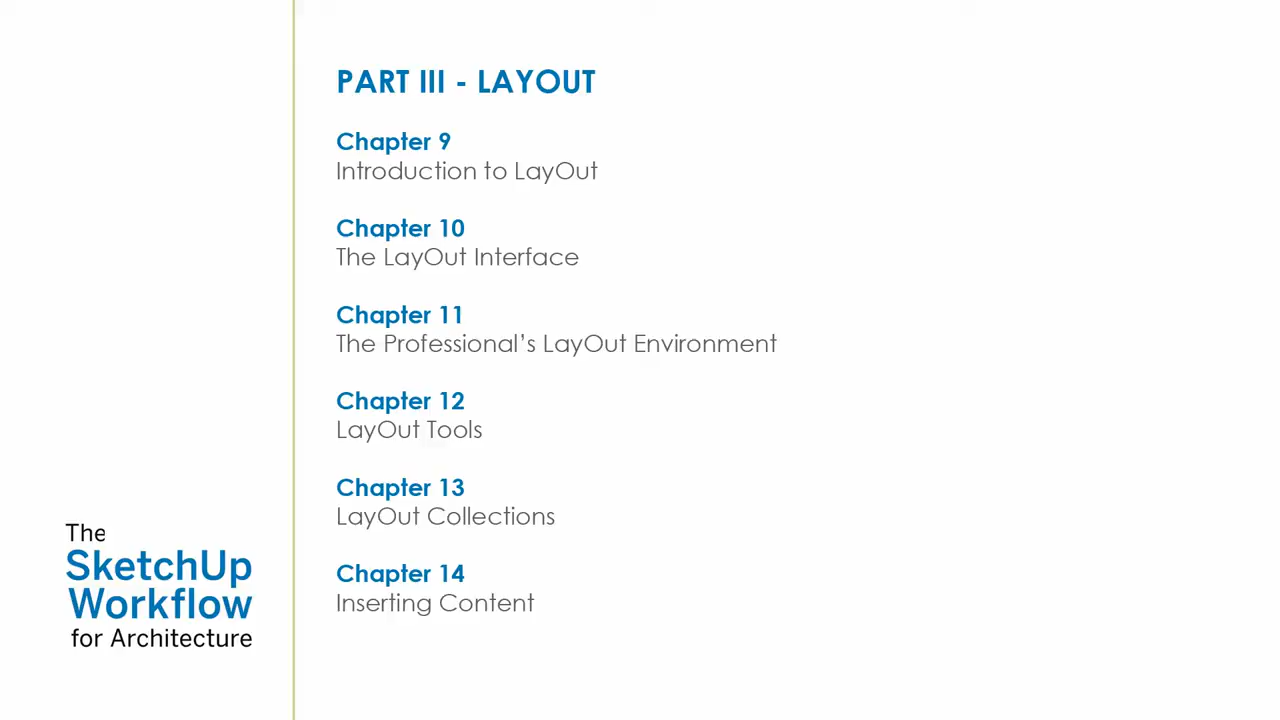 PART III - LAYOUT
Chapter 9
Introduction to LayOut
Chapter 10
The LayOut Interface
Chapter 11
The Professional’s LayOut Environment
Chapter 12
LayOut Tools
Chapter 13
LayOut Collections
Chapter 14
Inserting Content
The
SketchUp
Workflow
for Architecture